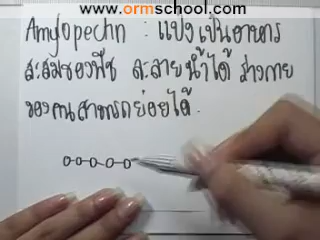 www.ormschool.com
Amylopectin : แป้งเป็นอาหาร
สะสมของพืช ละลายน้ำได้ ร่างกาย
ของคนสามารถย่อยได้